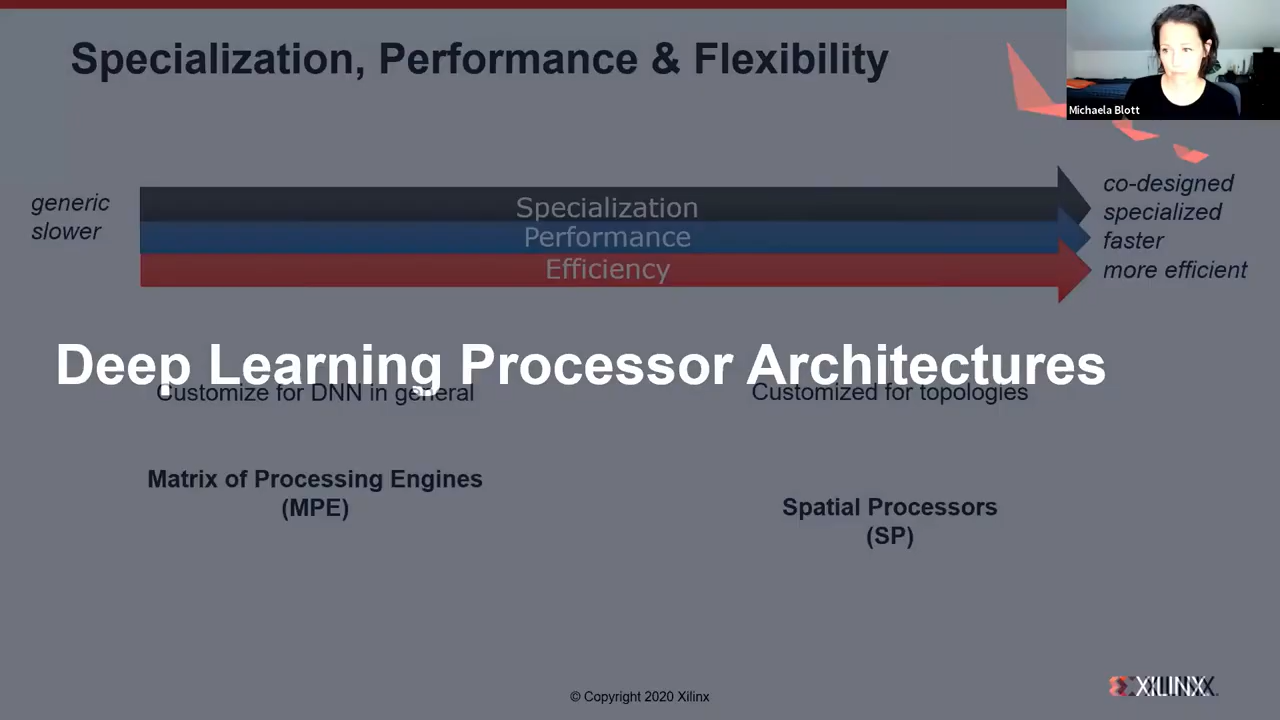 Specialization, Performance & Flexibility
Michaela Blott
generic
slower
Specialization
Performance
Efficiency
co-designed
specialized
faster
more efficient
Deep Learning Processor Architectures
Customize for DNN in general
Customized for topologies
Matrix of Processing Engines
(MPE)
Spatial Processors
(SP)
© Copyright 2020 Xilinx
XILINX